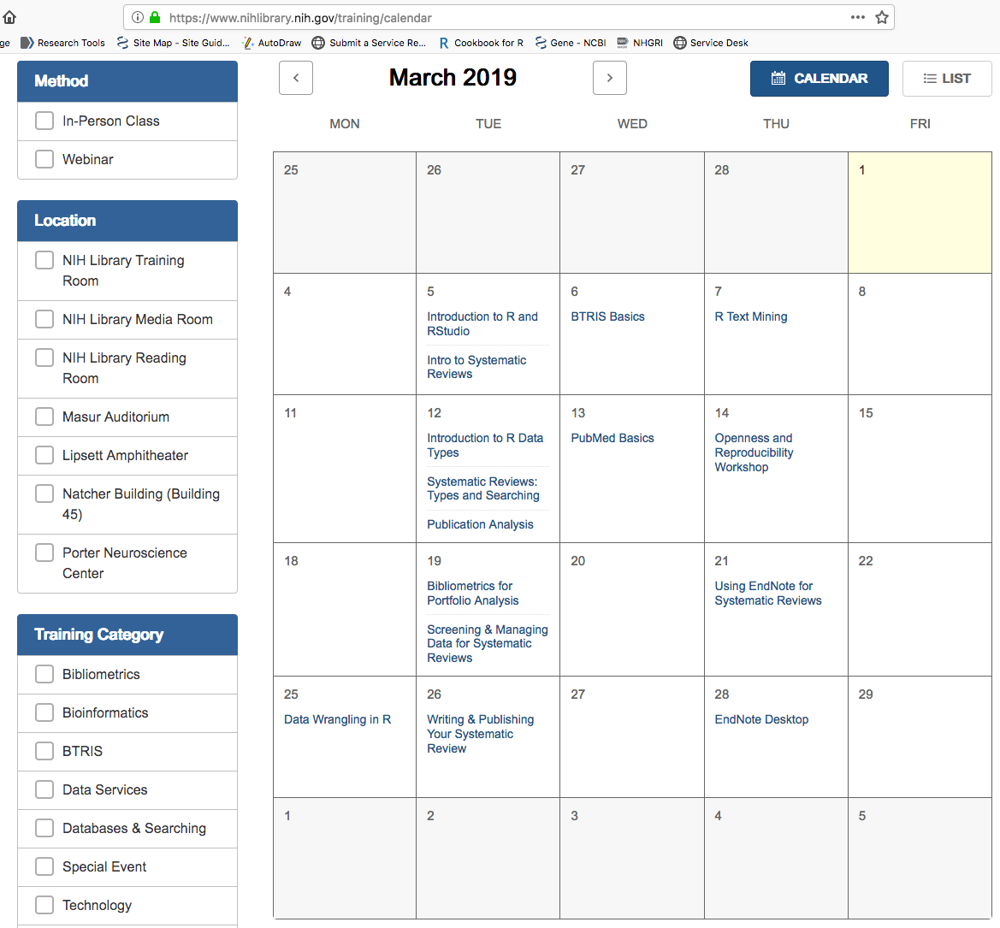 https://www.nihlibrary.nih.gov/training/calendar
ge Research Tools Site Map - Site Guid... AutoDraw Submit a Service Re... R Cookbook for R Gene - NCBI NHGRI Service Desk
Method
In-Person Class
Webinar
Location
NIH Library Training
Room
NIH Library Media Room
NIH Library Reading
Room
Masur Auditorium
Lipsett Amphitheater
Natcher Building (Building
45)
Porter Neuroscience
Center
Training Category
Bibliometrics
Bioinformatics
BTRIS
Data Services
Databases & Searching
Special Event
Technology
March 2019
CALENDAR
LIST
MON TUE WED THU FRI
25
26
27
28
1
4
5
Introduction to R and
RStudio
Intro to Systematic
Reviews
6
BTRIS Basics
7
R Text Mining
8
11
12
Introduction to R Data
Types
Systematic Reviews:
Types and Searching
Publication Analysis
13
PubMed Basics
14
Openness and
Reproducibility
Workshop
15
18
19
Bibliometrics for
Portfolio Analysis
Screening & Managing
Data for Systematic
Reviews
20
21
Using EndNote for
Systematic Reviews
22
25
Data Wrangling in R
26
Writing & Publishing
Your Systematic
Review
27
28
EndNote Desktop
29
1
2
3
4
5